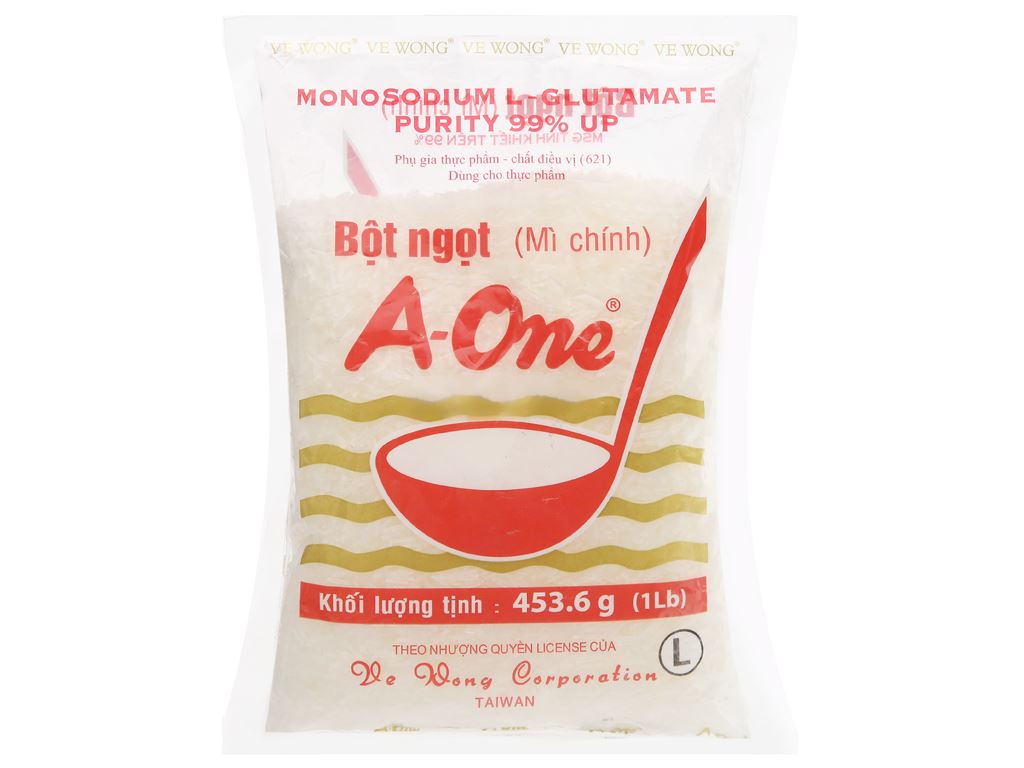 VE WONG® VE WONG® VE WONG® VE WONG® VE WONG®
MONOSODIUM L-GLUTAMATE
PURITY 99% UP
Phụ gia thực phẩm - chất điều vị (621)
Dùng cho thực phẩm
Bột ngọt (Mì chính)
A-One®
Khối lượng tịnh : 453.6 g (1Lb)
THEO NHƯỢNG QUYỀN LICENSE CỦA
Ve Wong Corporation
L
TAIWAN